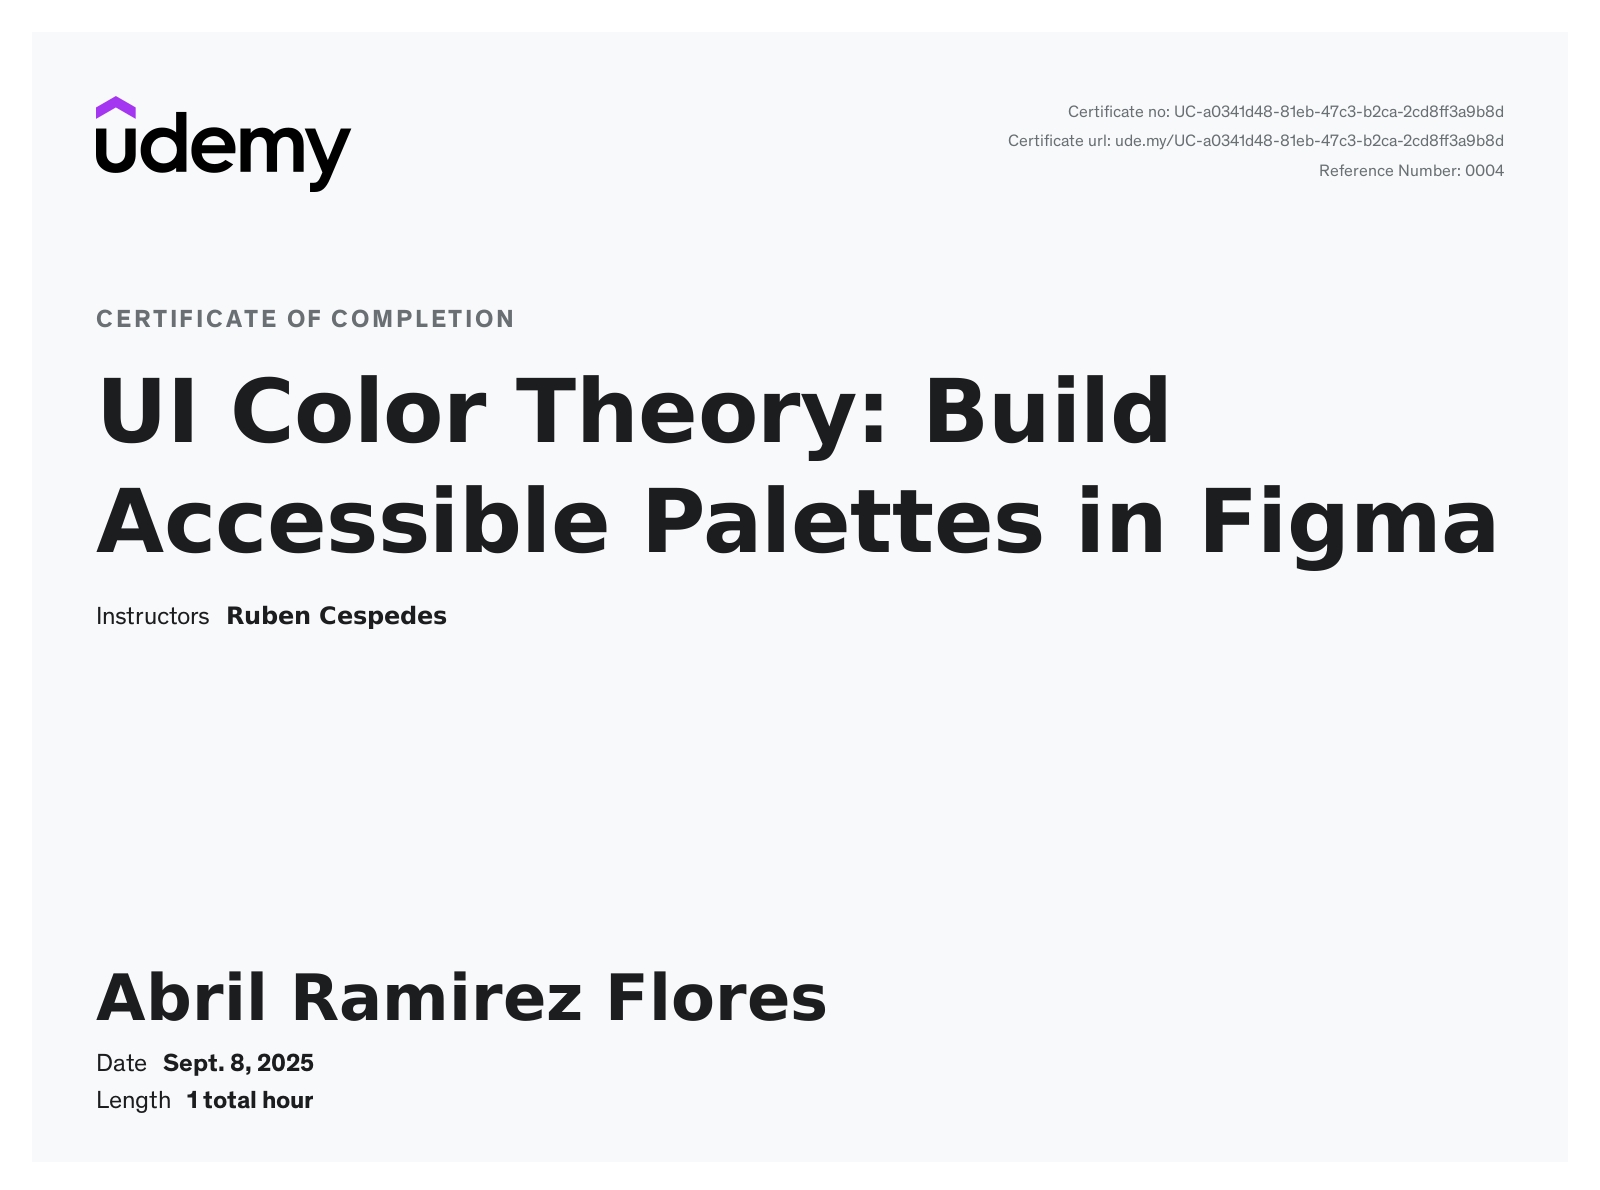 udemy
Certificate no: UC-a0341d48-81eb-47c3-b2ca-2cd8ff3a9b8d
Certificate url: ude.my/UC-a0341d48-81eb-47c3-b2ca-2cd8ff3a9b8d
Reference Number: 0004
CERTIFICATE OF COMPLETION
UI Color Theory: Build
Accessible Palettes in Figma
Instructors Ruben Cespedes
Abril Ramirez Flores
Date Sept. 8, 2025
Length 1 total hour